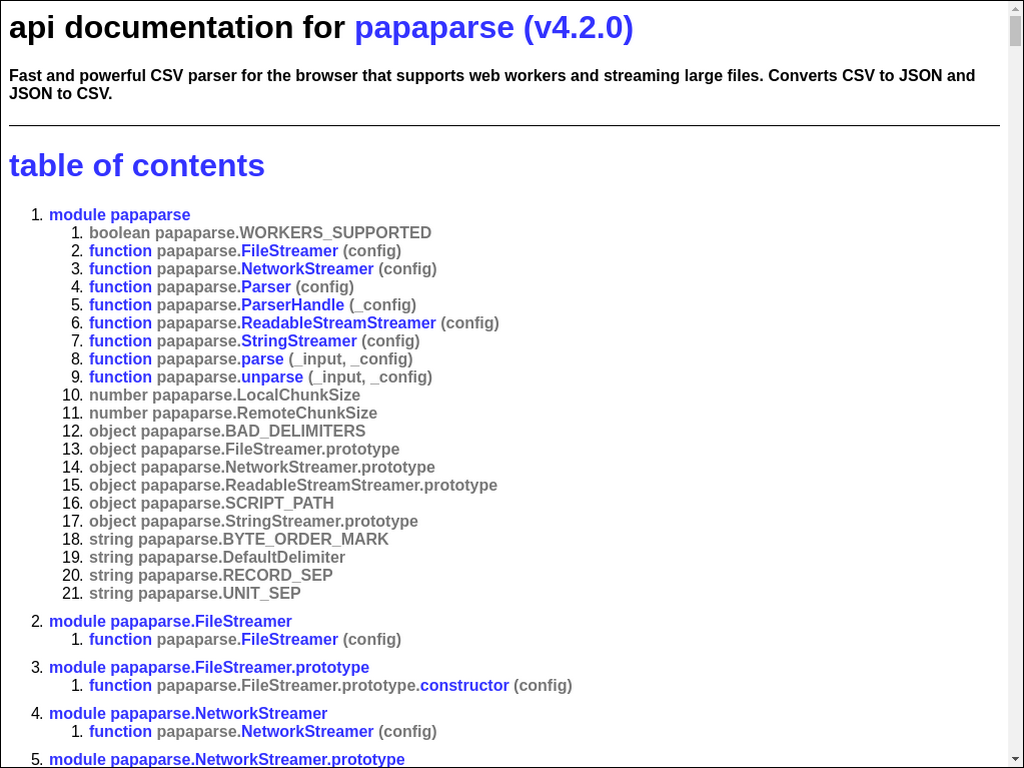 api documentation for papaparse (v4.2.0)
Fast and powerful CSV parser for the browser that supports web workers and streaming large files. Converts CSV to JSON and
JSON to CSV.
table of contents
1. module papaparse
1. boolean papaparse.WORKERS_SUPPORTED
2. function papaparse.FileStreamer (config)
3. function papaparse.NetworkStreamer (config)
4. function papaparse.Parser (config)
5. function papaparse.ParserHandle (_config)
6. function papaparse.ReadableStreamStreamer (config)
7. function papaparse.StringStreamer (config)
8. function papaparse.parse (_input, _config)
9. function papaparse.unparse (_input, _config)
10. number papaparse.LocalChunkSize
11. number papaparse.RemoteChunkSize
12. object papaparse.BAD_DELIMITERS
13. object papaparse.FileStreamer.prototype
14. object papaparse.NetworkStreamer.prototype
15. object papaparse.ReadableStreamStreamer.prototype
16. object papaparse.SCRIPT_PATH
17. object papaparse.StringStreamer.prototype
18. string papaparse.BYTE_ORDER_MARK
19. string papaparse.DefaultDelimiter
20. string papaparse.RECORD_SEP
21. string papaparse.UNIT_SEP
2. module papaparse.FileStreamer
1. function papaparse.FileStreamer (config)
3. module papaparse.FileStreamer.prototype
1. function papaparse.FileStreamer.prototype.constructor (config)
4. module papaparse.NetworkStreamer
1. function papaparse.NetworkStreamer (config)
5. module papaparse.NetworkStreamer.prototype